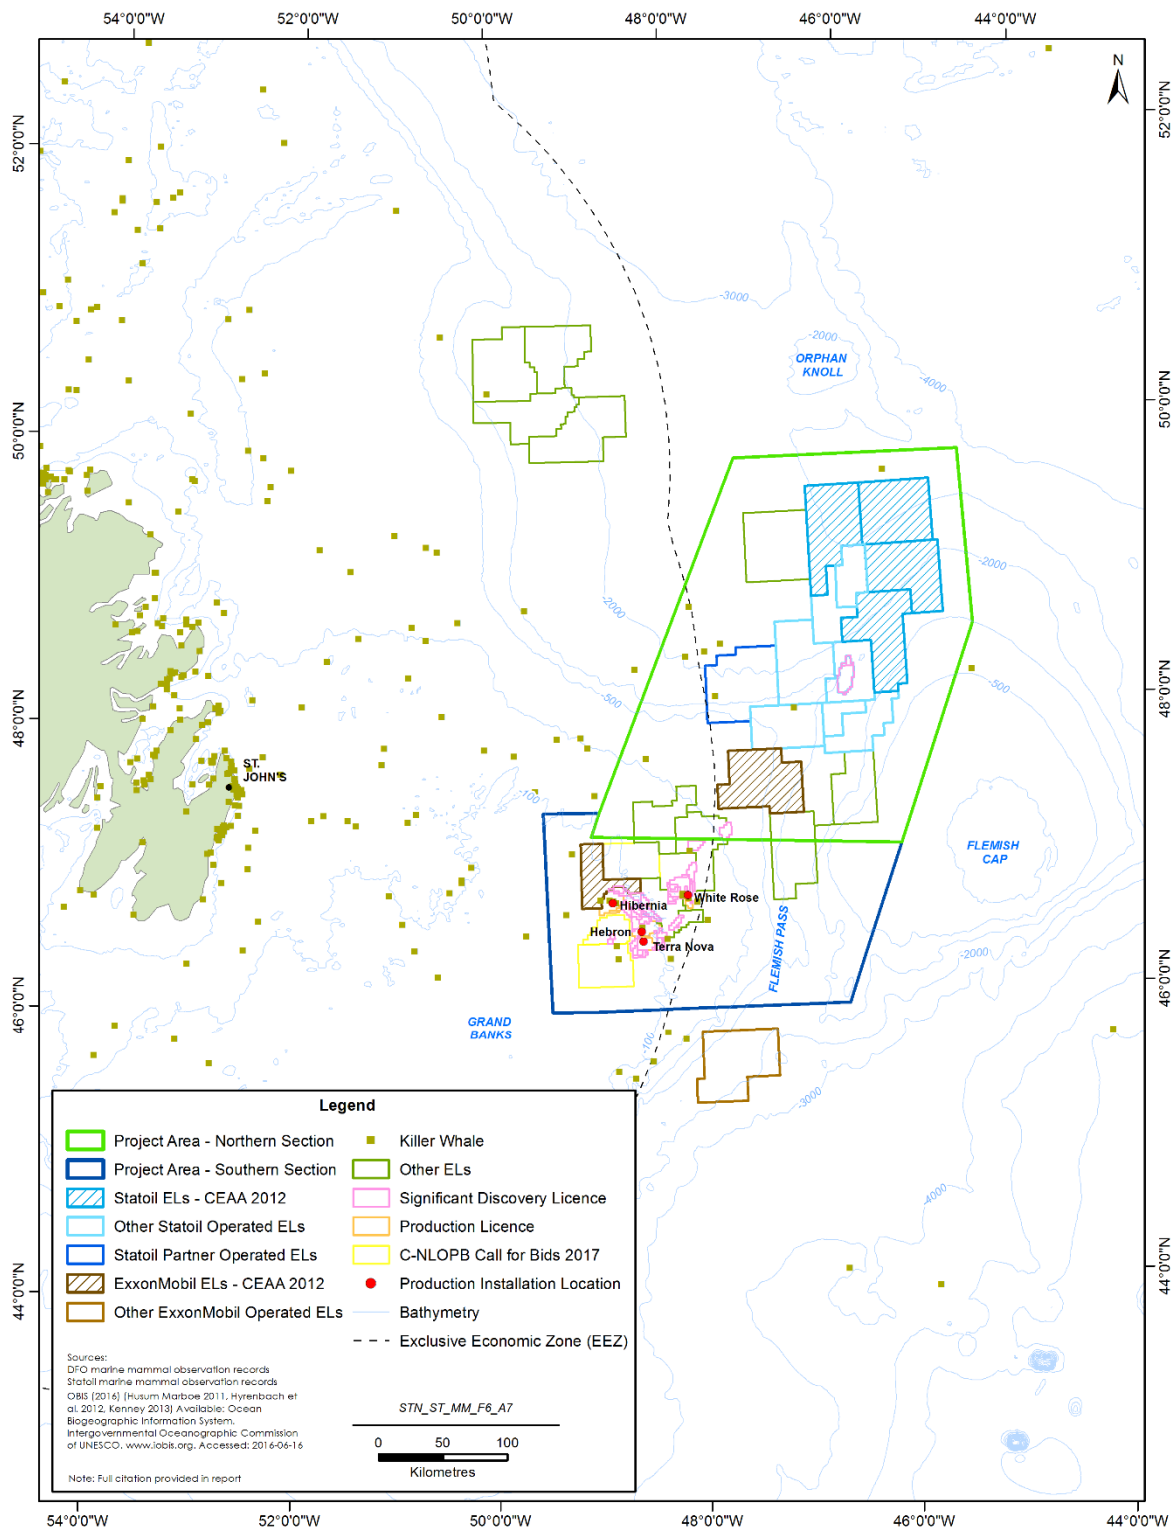 54°0'0"W 52°0'0"W 50°0'0"W 48°0'0"W 46°0'0"W 44°0'0"W
N
52°0'0"N
52°0'0"N
-3000
-2000
ORPHAN
KNOLL
-4000
50°0'0"N
50°0'0"N
-2000
-2000
-500
-500
48°0'0"N
48°0'0"N
ST.
JOHN'S
-100
FLEMISH
CAP
White Rose
Hibernia
Hebron
Terra Nova
FLEMISH PASS
-2000
46°0'0"N
46°0'0"N
GRAND
BANKS
-100
-3000
-4000
44°0'0"N
44°0'0"N
Legend
Project Area - Northern Section
Project Area - Southern Section
Statoil ELs - CEAA 2012
Other Statoil Operated ELs
Statoil Partner Operated ELs
ExxonMobil ELs - CEAA 2012
Other ExxonMobil Operated ELs
Killer Whale
Other ELs
Significant Discovery Licence
Production Licence
C-NLOPB Call for Bids 2017
Production Installation Location
Bathymetry
Exclusive Economic Zone (EEZ)
Sources:
DFO marine mammal observation records
Statoil marine mammal observation records
OBIS (2016) (Husum Marboe 2011, Hyrenbach et
al. 2012, Kenney 2013) Available: Ocean
Biogeographic Information System.
Intergovernmental Oceanographic Commission
of UNESCO. www.iobis.org. Accessed: 2016-06-16
Note: Full citation provided in report
STN_ST_MM_F6_A7
0 50 100
Kilometres
54°0'0"W 52°0'0"W 50°0'0"W 48°0'0"W 46°0'0"W 44°0'0"W